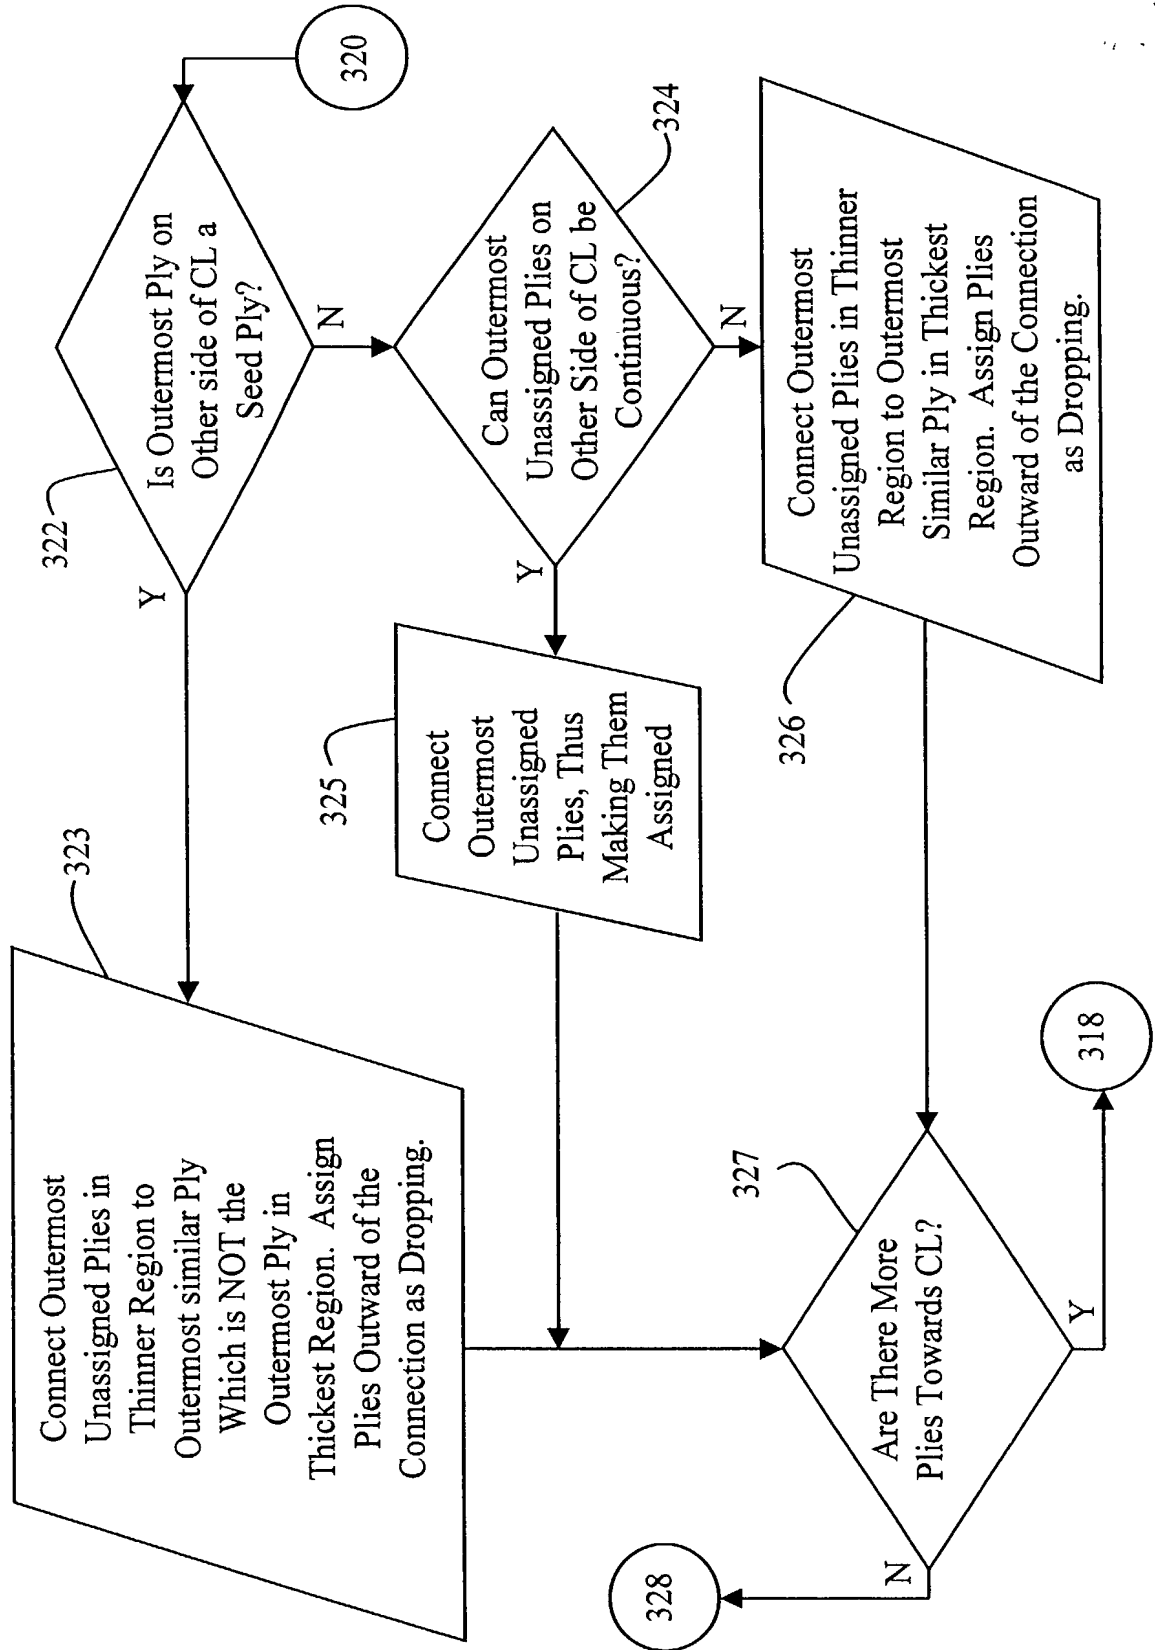 320
322
Is Outermost Ply on
Other side of CL a
Seed Ply?
Y
N
323
Connect Outermost
Unassigned Plies in
Thinner Region to
Outermost similar Ply
Which is NOT the
Outermost Ply in
Thickest Region. Assign
Plies Outward of the
Connection as Dropping.
324
Can Outermost
Unassigned Plies on
Other Side of CL be
Continuous?
Y
N
325
Connect
Outermost
Unassigned
Plies, Thus
Making Them
Assigned
326
Connect Outermost
Unassigned Plies in Thinner
Region to Outermost
Similar Ply in Thickest
Region. Assign Plies
Outward of the Connection
as Dropping.
327
Are There More
Plies Towards CL?
N
Y
328
318